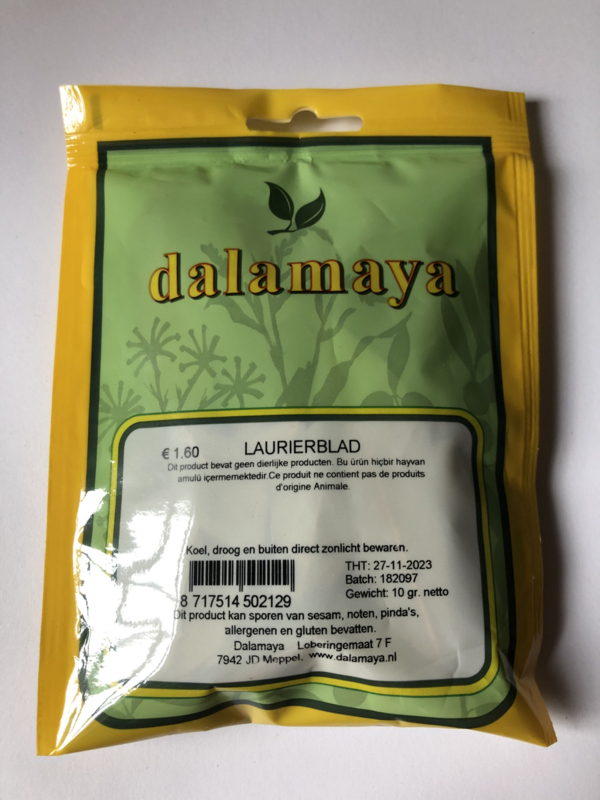 dalamaya
€ 1.60 LAURIERBLAD
Dit product bevat geen dierlijke producten. Bu ürün hiçbir hayvan
amulü içermemektedir.Ce produit ne contient pas de produits
d'origine Animale.
Koel, droog en buiten direct zonlicht bewaren.
THT: 27-11-2023
Batch: 182097
Gewicht: 10 gr. netto
8 717514 502129
Dit product kan sporen van sesam, noten, pinda's,
allergenen en gluten bevatten.
Dalamaya Loberingemaat 7 F
7942 JD Meppel. www.dalamaya.nl